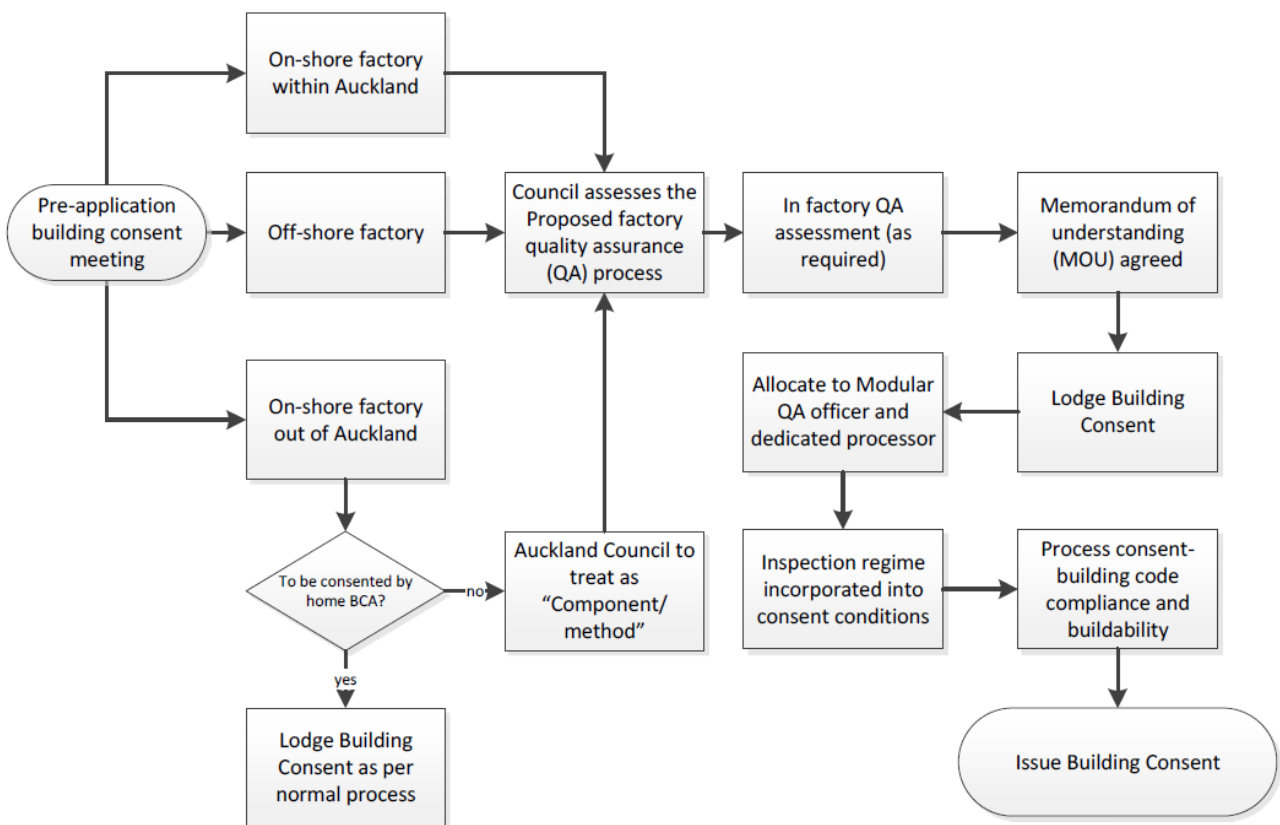 On-shore factory
within Auckland
Pre-application
building consent
meeting
Off-shore factory
Council assesses the
Proposed factory
quality assurance
(QA) process
In factory QA
assessment (as
required)
Memorandum of
understanding
(MOU) agreed
On-shore factory
out of Auckland
Allocate to Modular
QA officer and
dedicated processor
Lodge Building
Consent
To be consented by
home BCA?
no
Auckland Council to
treat as
“Component/
method”
Inspection regime
incorporated into
consent conditions
Process consent-
building code
compliance and
buildability
yes
Lodge Building
Consent as per
normal process
Issue Building Consent